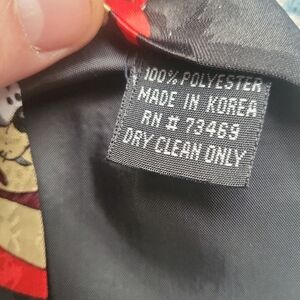 100% POLYESTER
MADE IN KOREA
RN # 73469
DRY CLEAN ONLY